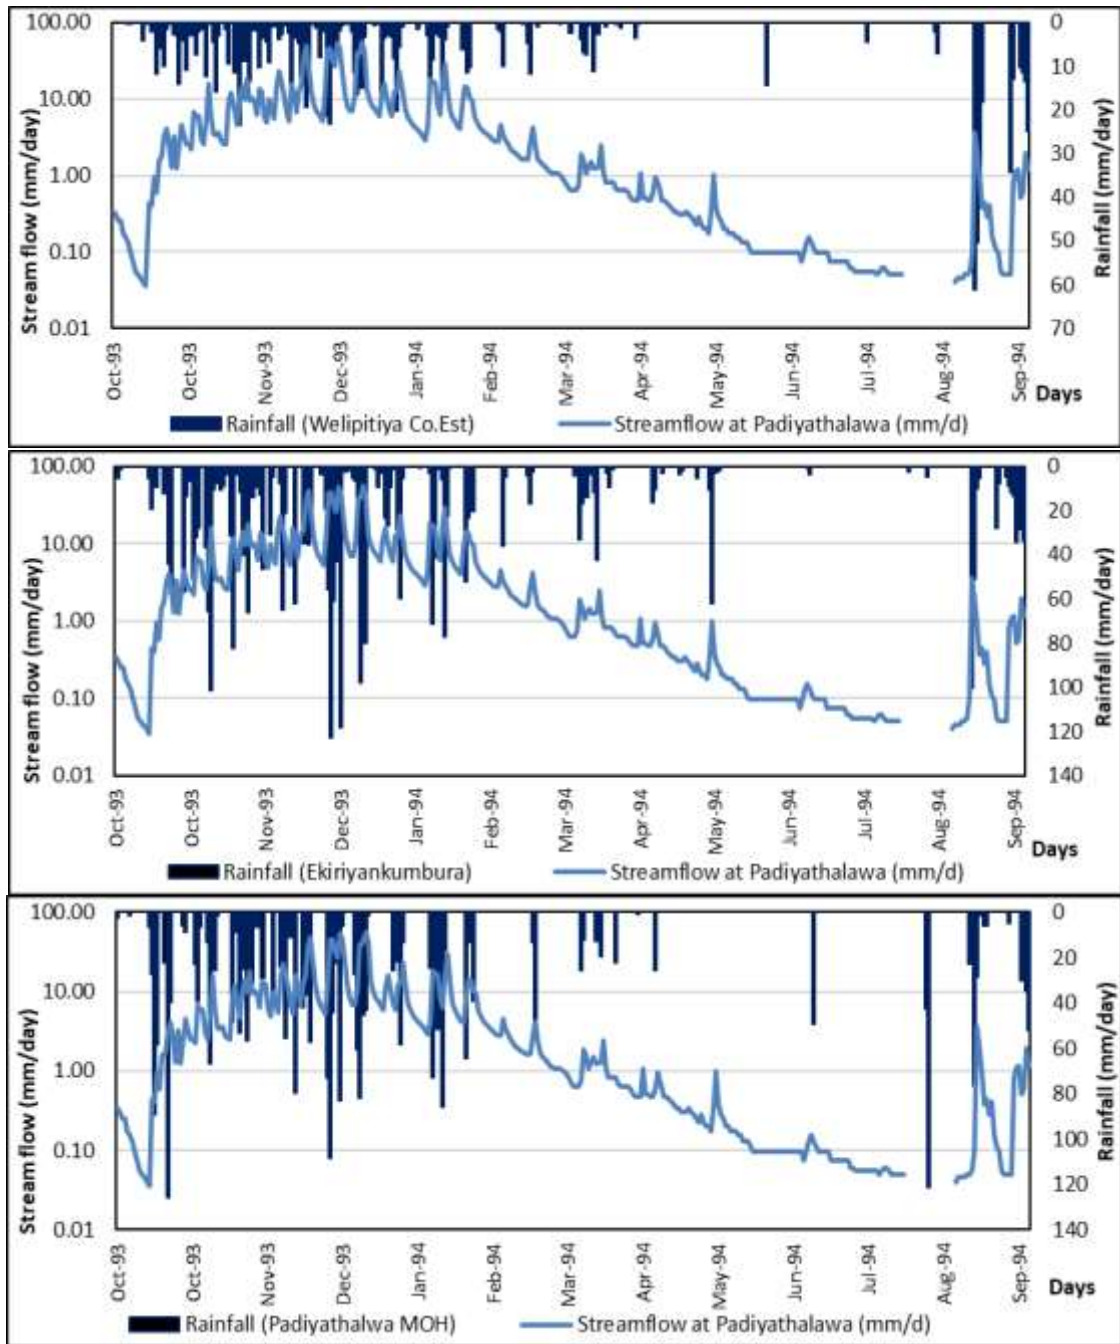 100.00
10.00
1.00
0.10
0.01
Stream flow (mm/day)
0
10
20
30
40
50
60
70
Rainfall (mm/day)
Oct-93
Oct-93
Nov-93
Dec-93
Jan-94
Feb-94
Mar-94
Apr-94
May-94
Jun-94
Jul-94
Aug-94
Sep-94
Days
Rainfall (Welipitiya Co.Est) Streamflow at Padiyathalawa (mm/d)
100.00
10.00
1.00
0.10
0.01
Stream flow (mm/day)
0
20
40
60
80
100
120
140
Rainfall (mm/day)
Oct-93
Oct-93
Nov-93
Dec-93
Jan-94
Feb-94
Mar-94
Apr-94
May-94
Jun-94
Jul-94
Aug-94
Sep-94
Days
Rainfall (Ekiriyankumbura) Streamflow at Padiyathalawa (mm/d)
100.00
10.00
1.00
0.10
0.01
Stream flow (mm/day)
0
20
40
60
80
100
120
140
Rainfall (mm/day)
Oct-93
Oct-93
Nov-93
Dec-93
Jan-94
Feb-94
Mar-94
Apr-94
May-94
Jun-94
Jul-94
Aug-94
Sep-94
Days
Rainfall (Padiyathalwa MOH) Streamflow at Padiyathalawa (mm/d)